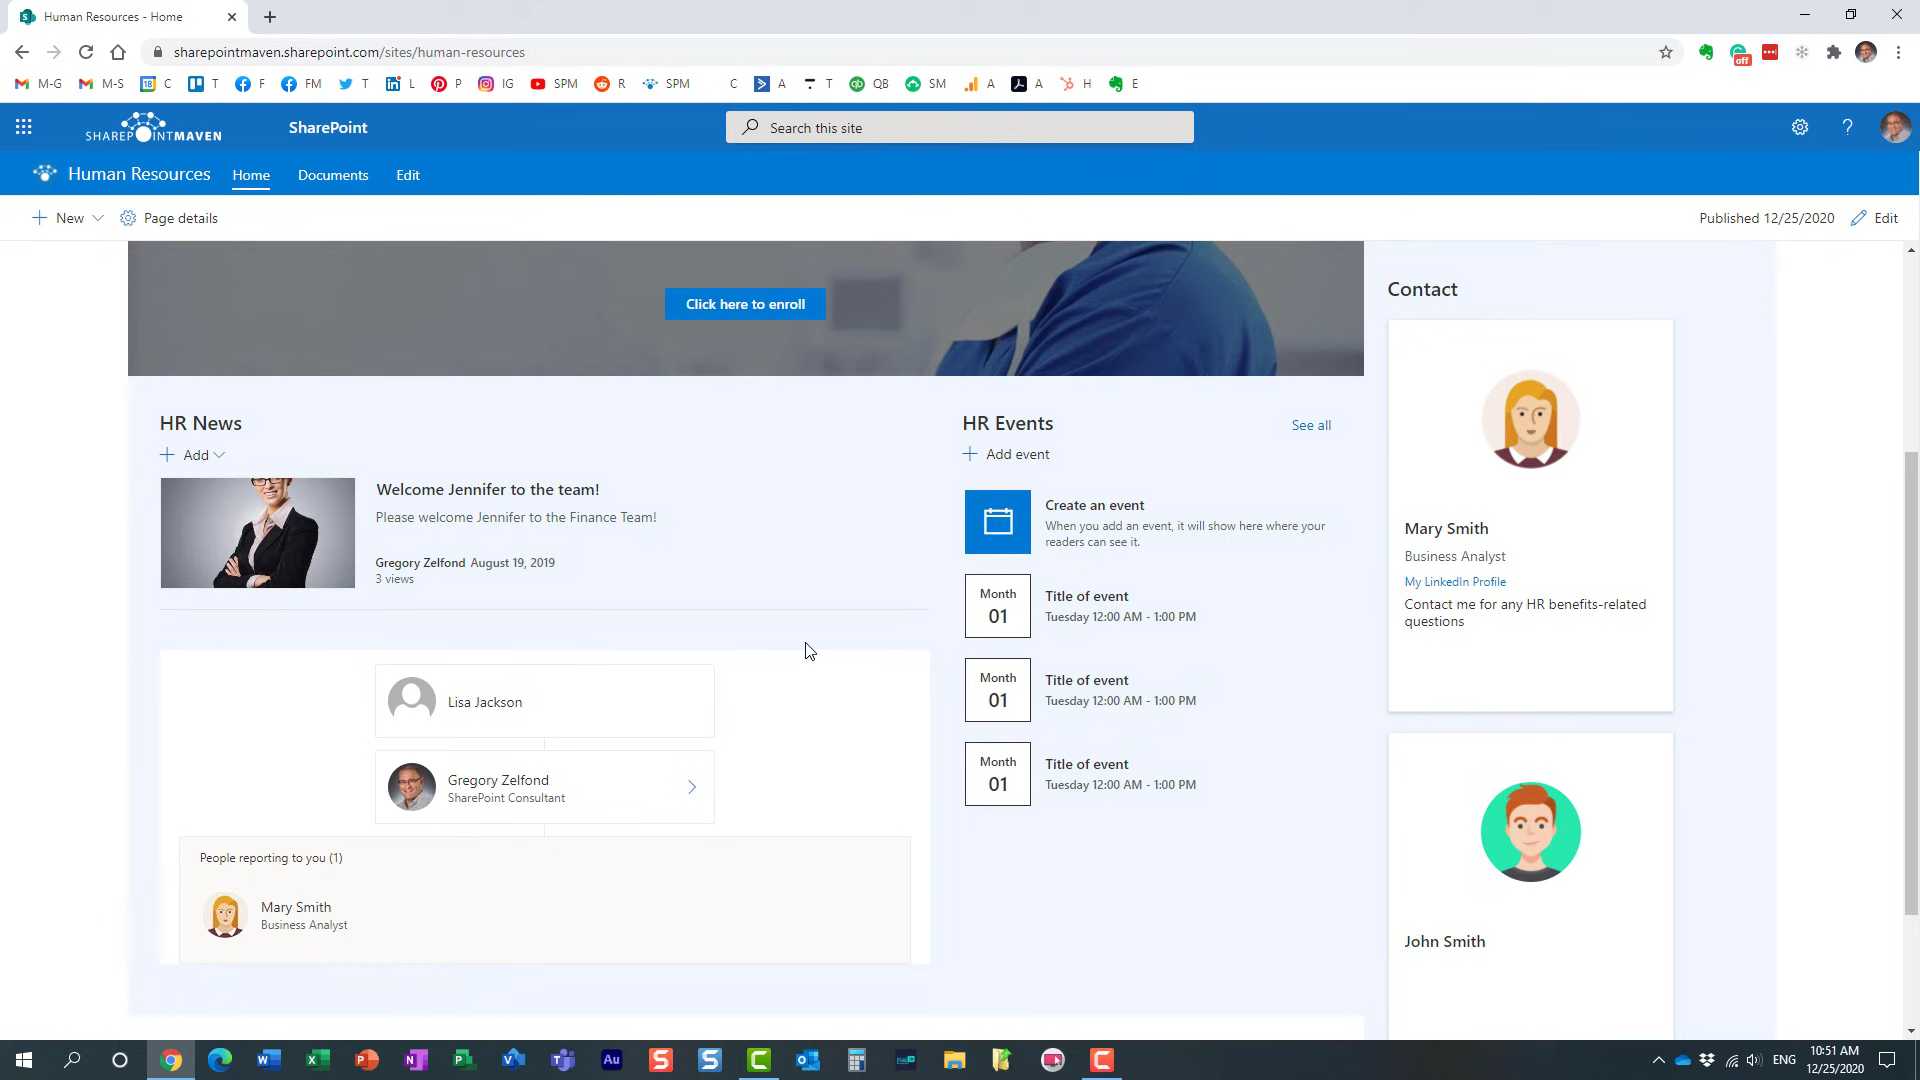 Human Resources - Home
sharepointmaven.sharepoint.com/sites/human-resources
M-G
M-S
18
C
T
F
FM
T
L
P
IG
SPM
R
SPM
C
A
T
QB
SM
A
A
H
E
off
SHAREPOINTMAVEN
SharePoint
Search this site
?
Human Resources
Home
Documents
Edit
New
Page details
Published 12/25/2020
Edit
Click here to enroll
Contact
HR News
Add
Welcome Jennifer to the team!
Please welcome Jennifer to the Finance Team!
Gregory Zelfond August 19, 2019
3 views
Lisa Jackson
Gregory Zelfond
SharePoint Consultant
People reporting to you (1)
Mary Smith
Business Analyst
HR Events
See all
Add event
Create an event
When you add an event, it will show here where your
readers can see it.
Month
01
Title of event
Tuesday 12:00 AM - 1:00 PM
Month
01
Title of event
Tuesday 12:00 AM - 1:00 PM
Month
01
Title of event
Tuesday 12:00 AM - 1:00 PM
Mary Smith
Business Analyst
My LinkedIn Profile
Contact me for any HR benefits-related
questions
John Smith
Au
ENG
10:51 AM
12/25/2020